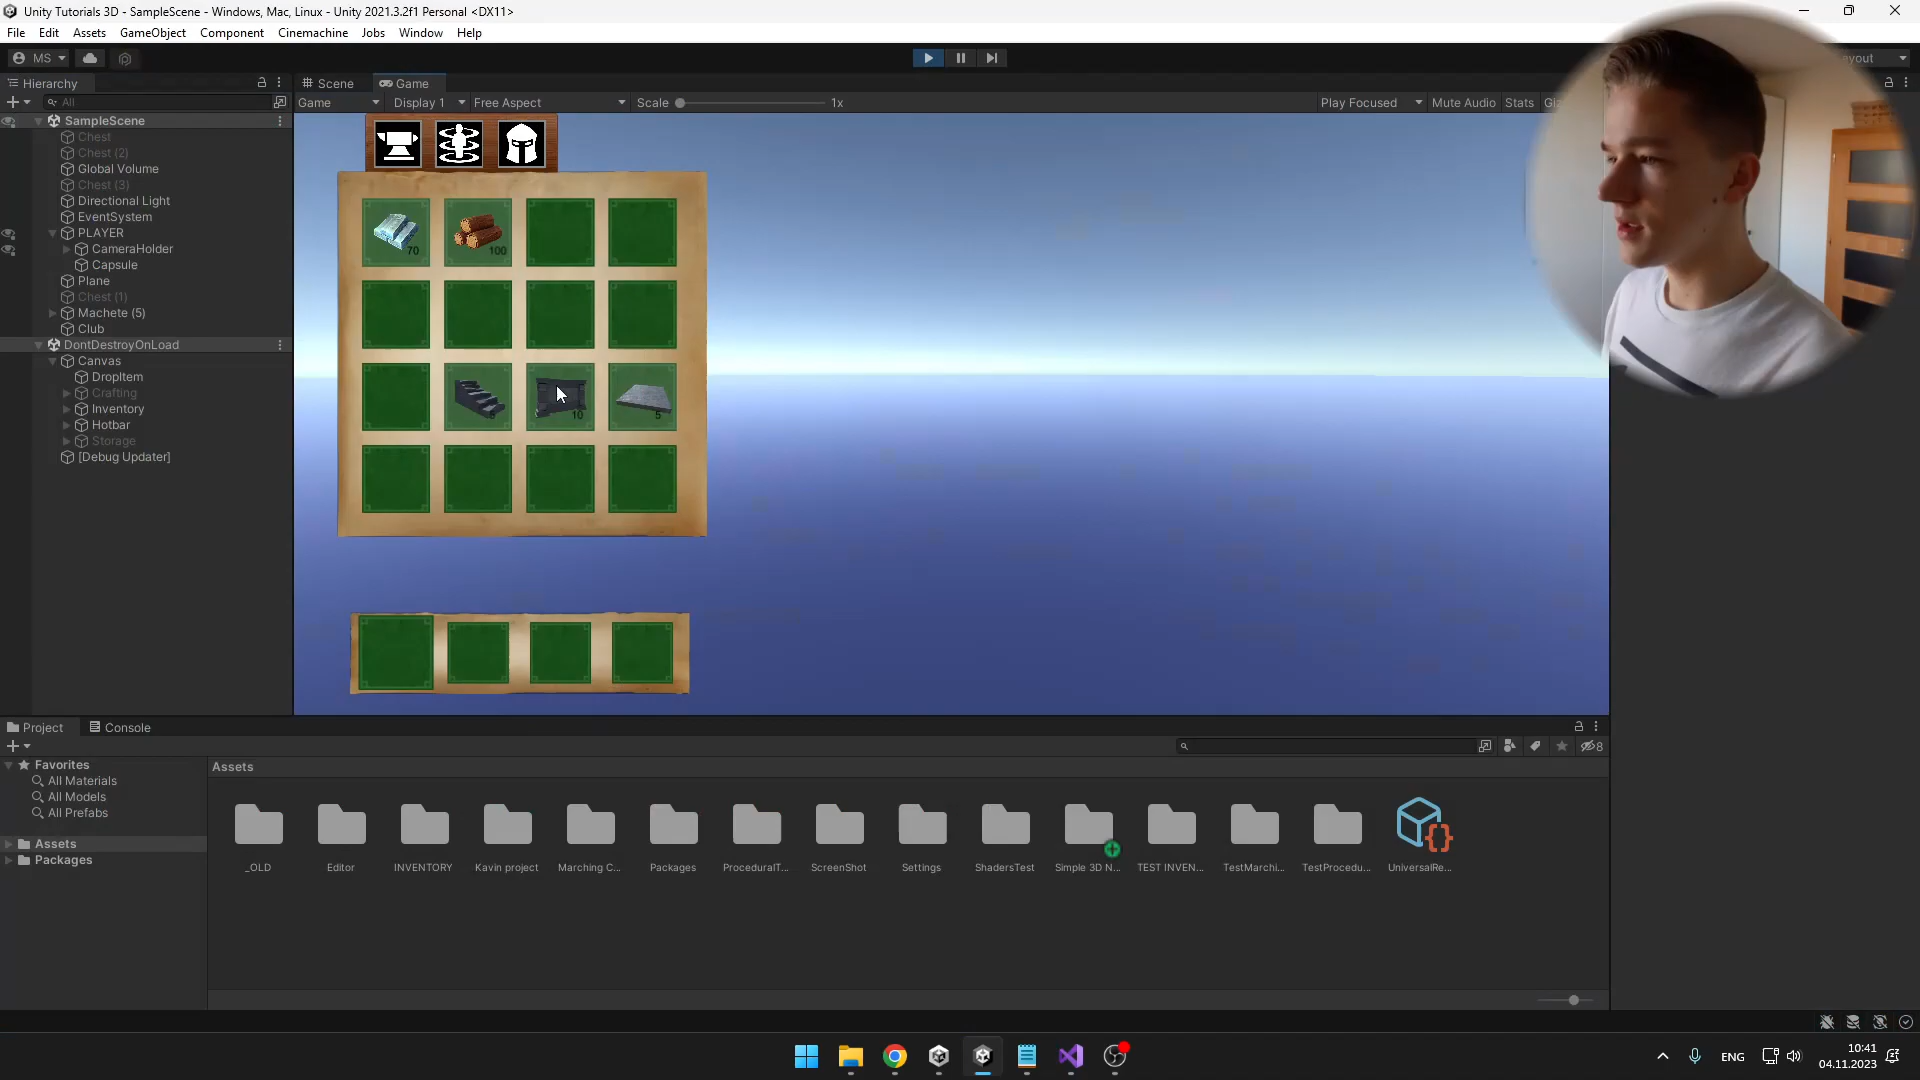 Unity Tutorials 3D - SampleScene - Windows, Mac, Linux - Unity 2021.3.2f1 Personal <DX11>
File Edit Assets GameObject Component Cinemachine Jobs Window Help
MS
Hierarchy
Scene Game
All
Game Display 1 Free Aspect Scale 1x Play Focused Mute Audio Stats
SampleScene
Chest
Chest (2)
Global Volume
Chest (3)
Directional Light
EventSystem
PLAYER
CameraHolder
Capsule
Plane
Chest (1)
Machete (5)
Club
DontDestroyOnLoad
Canvas
DropItem
Crafting
Inventory
Hotbar
Storage
[Debug Updater]
70 100
5 10 5
Project Console
8
Favorites
All Materials
All Models
All Prefabs
Assets
Packages
Assets
_OLD Editor INVENTORY Kavin project Marching C... Packages ProceduralT... ScreenShot Settings ShadersTest Simple 3D N... TEST INVEN... TestMarchi... TestProcedu... UniversalRe...
ENG
10:41
04.11.2023